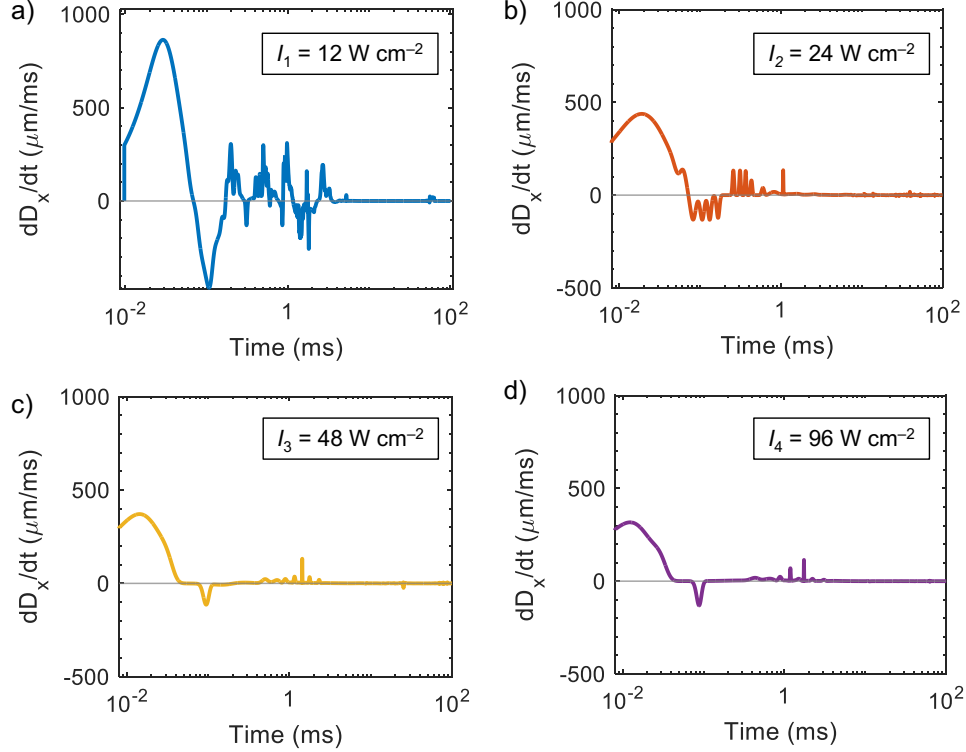 a)
I₁ = 12 W cm⁻²
1000
500
0
dDₓ/dt (μm/ms)
10⁻²
1
10²
Time (ms)
b)
I₂ = 24 W cm⁻²
1000
500
0
-500
dDₓ/dt (μm/ms)
10⁻²
1
10²
Time (ms)
c)
I₃ = 48 W cm⁻²
1000
500
0
-500
dDₓ/dt (μm/ms)
10⁻²
1
10²
Time (ms)
d)
I₄ = 96 W cm⁻²
1000
500
0
-500
dDₓ/dt (μm/ms)
10⁻²
1
10²
Time (ms)